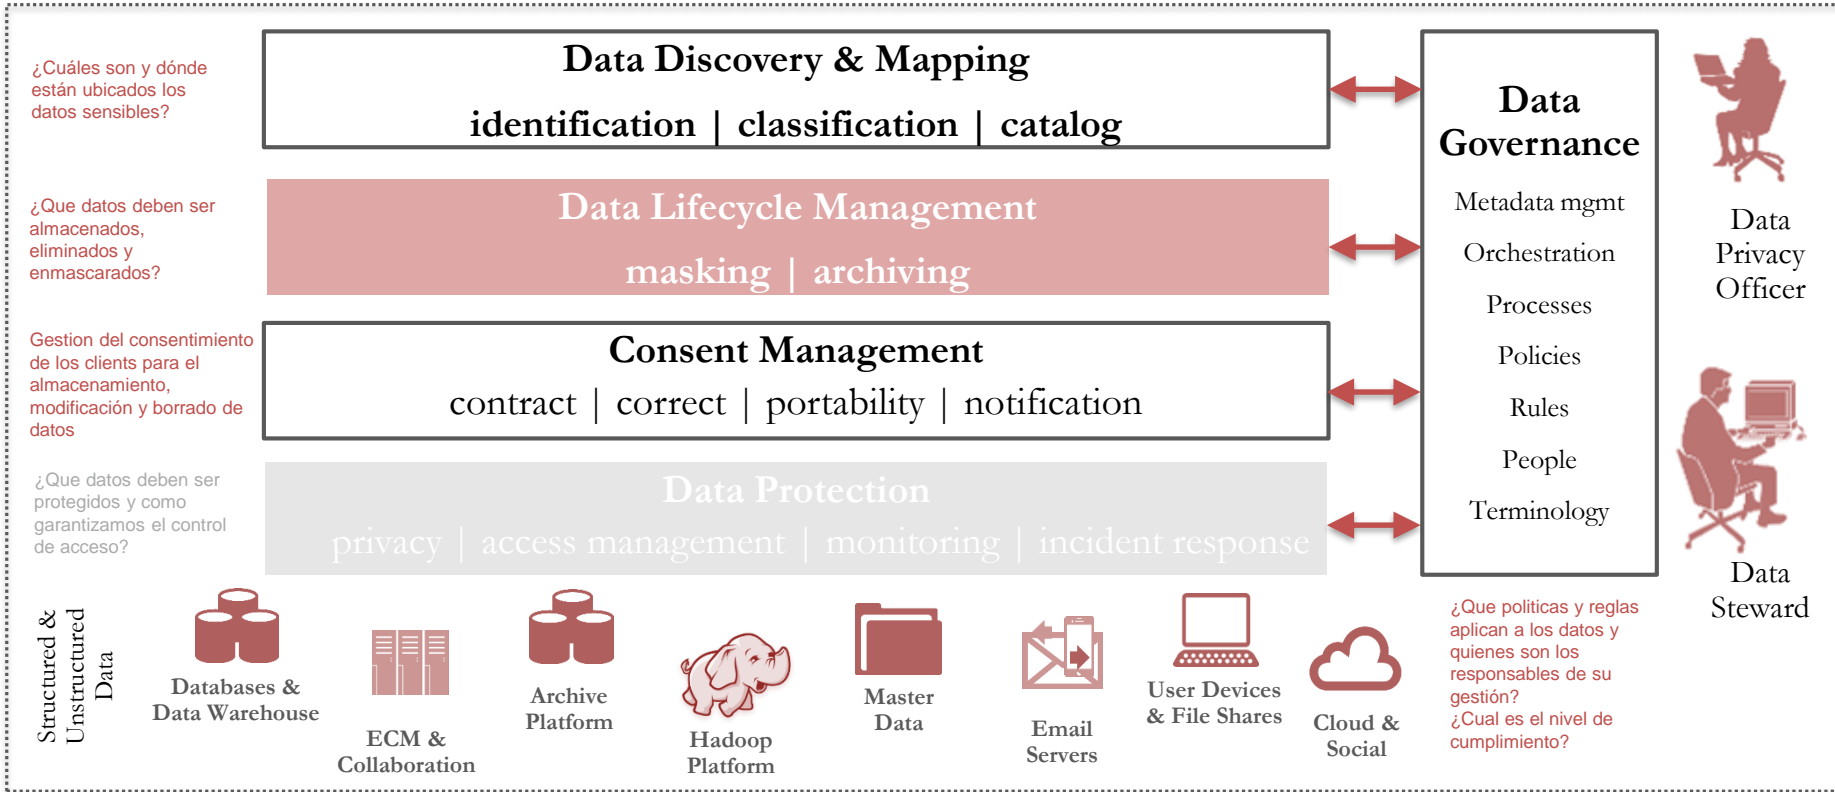 ¿Cuáles son y dónde
están ubicados los
datos sensibles?
Data Discovery & Mapping
identification | classification | catalog
¿Que datos deben ser
almacenados,
eliminados y
enmascarados?
Data Lifecycle Management
masking | archiving
Gestion del consentimiento
de los clients para el
almacenamiento,
modificación y borrado de
datos
Consent Management
contract | correct | portability | notification
¿Que datos deben ser
protegidos y como
garantizamos el control
de acceso?
Data Protection
privacy | access management | monitoring | incident response
Data
Governance
Metadata mgmt
Orchestration
Processes
Policies
Rules
People
Terminology
Data
Privacy
Officer
Data
Steward
Structured &
Unstructured
Data
Databases &
Data Warehouse
ECM &
Collaboration
Archive
Platform
Hadoop
Platform
Master
Data
Email
Servers
User Devices
& File Shares
Cloud &
Social
¿Que politicas y reglas
aplican a los datos y
quienes son los
responsables de su
gestión?
¿Cual es el nivel de
cumplimiento?